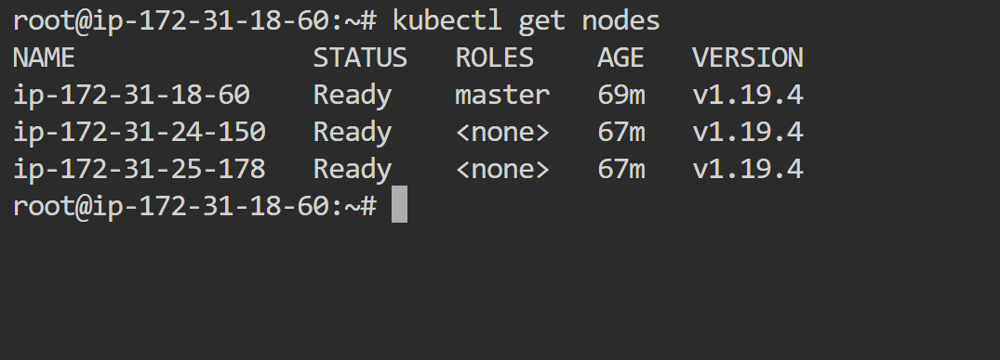 root@ip-172-31-18-60:~# kubectl get nodes
NAME               STATUS   ROLES    AGE   VERSION
ip-172-31-18-60    Ready    master   69m   v1.19.4
ip-172-31-24-150   Ready    <none>   67m   v1.19.4
ip-172-31-25-178   Ready    <none>   67m   v1.19.4
root@ip-172-31-18-60:~#